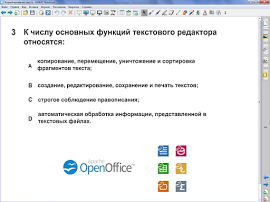 3 К числу основных функций текстового редактора
относятся:
A копирование, перемещение, уничтожение и сортировка
фрагментов текста;
B создание, редактирование, сохранение и печать текстов;
C строгое соблюдение правописания;
D автоматическая обработка информации, представленной в
текстовых файлах.
Apache
OpenOffice